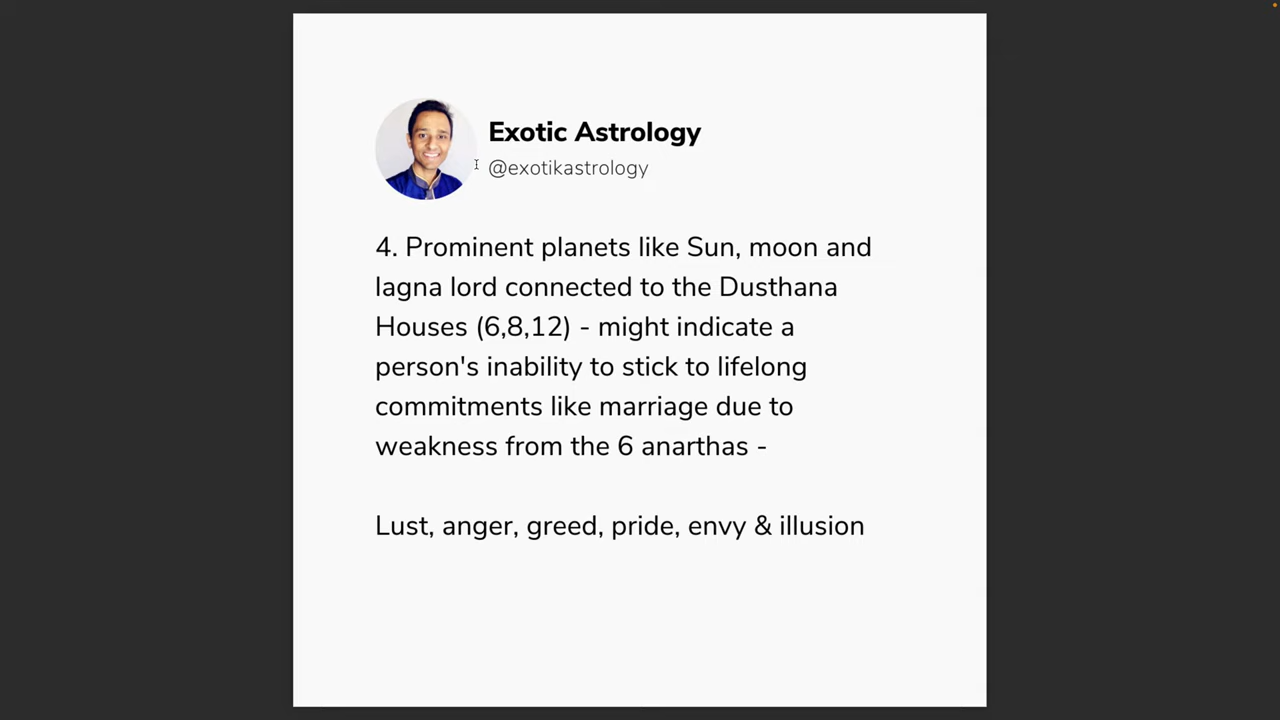 Exotic Astrology
@exotikastrology
4. Prominent planets like Sun, moon and
lagna lord connected to the Dusthana
Houses (6,8,12) - might indicate a
person's inability to stick to lifelong
commitments like marriage due to
weakness from the 6 anarthas -
Lust, anger, greed, pride, envy & illusion